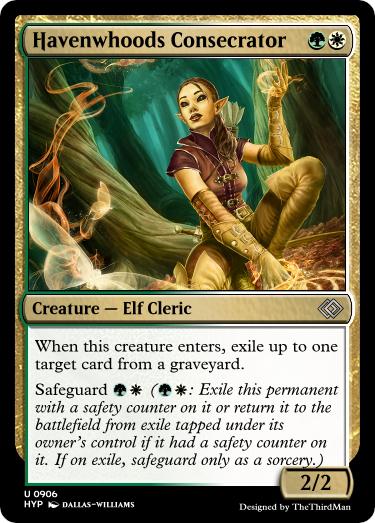 Havenwhoods Consecrator
Creature — Elf Cleric
When this creature enters, exile up to one
target card from a graveyard.
Safeguard (: Exile this permanent
with a safety counter on it or return it to the
battlefield from exile tapped under its
owner's control if it had a safety counter on
it. If on exile, safeguard only as a sorcery.)
2/2
U 0906
HYP DALLAS–WILLIAMS
Designed by TheThirdMan